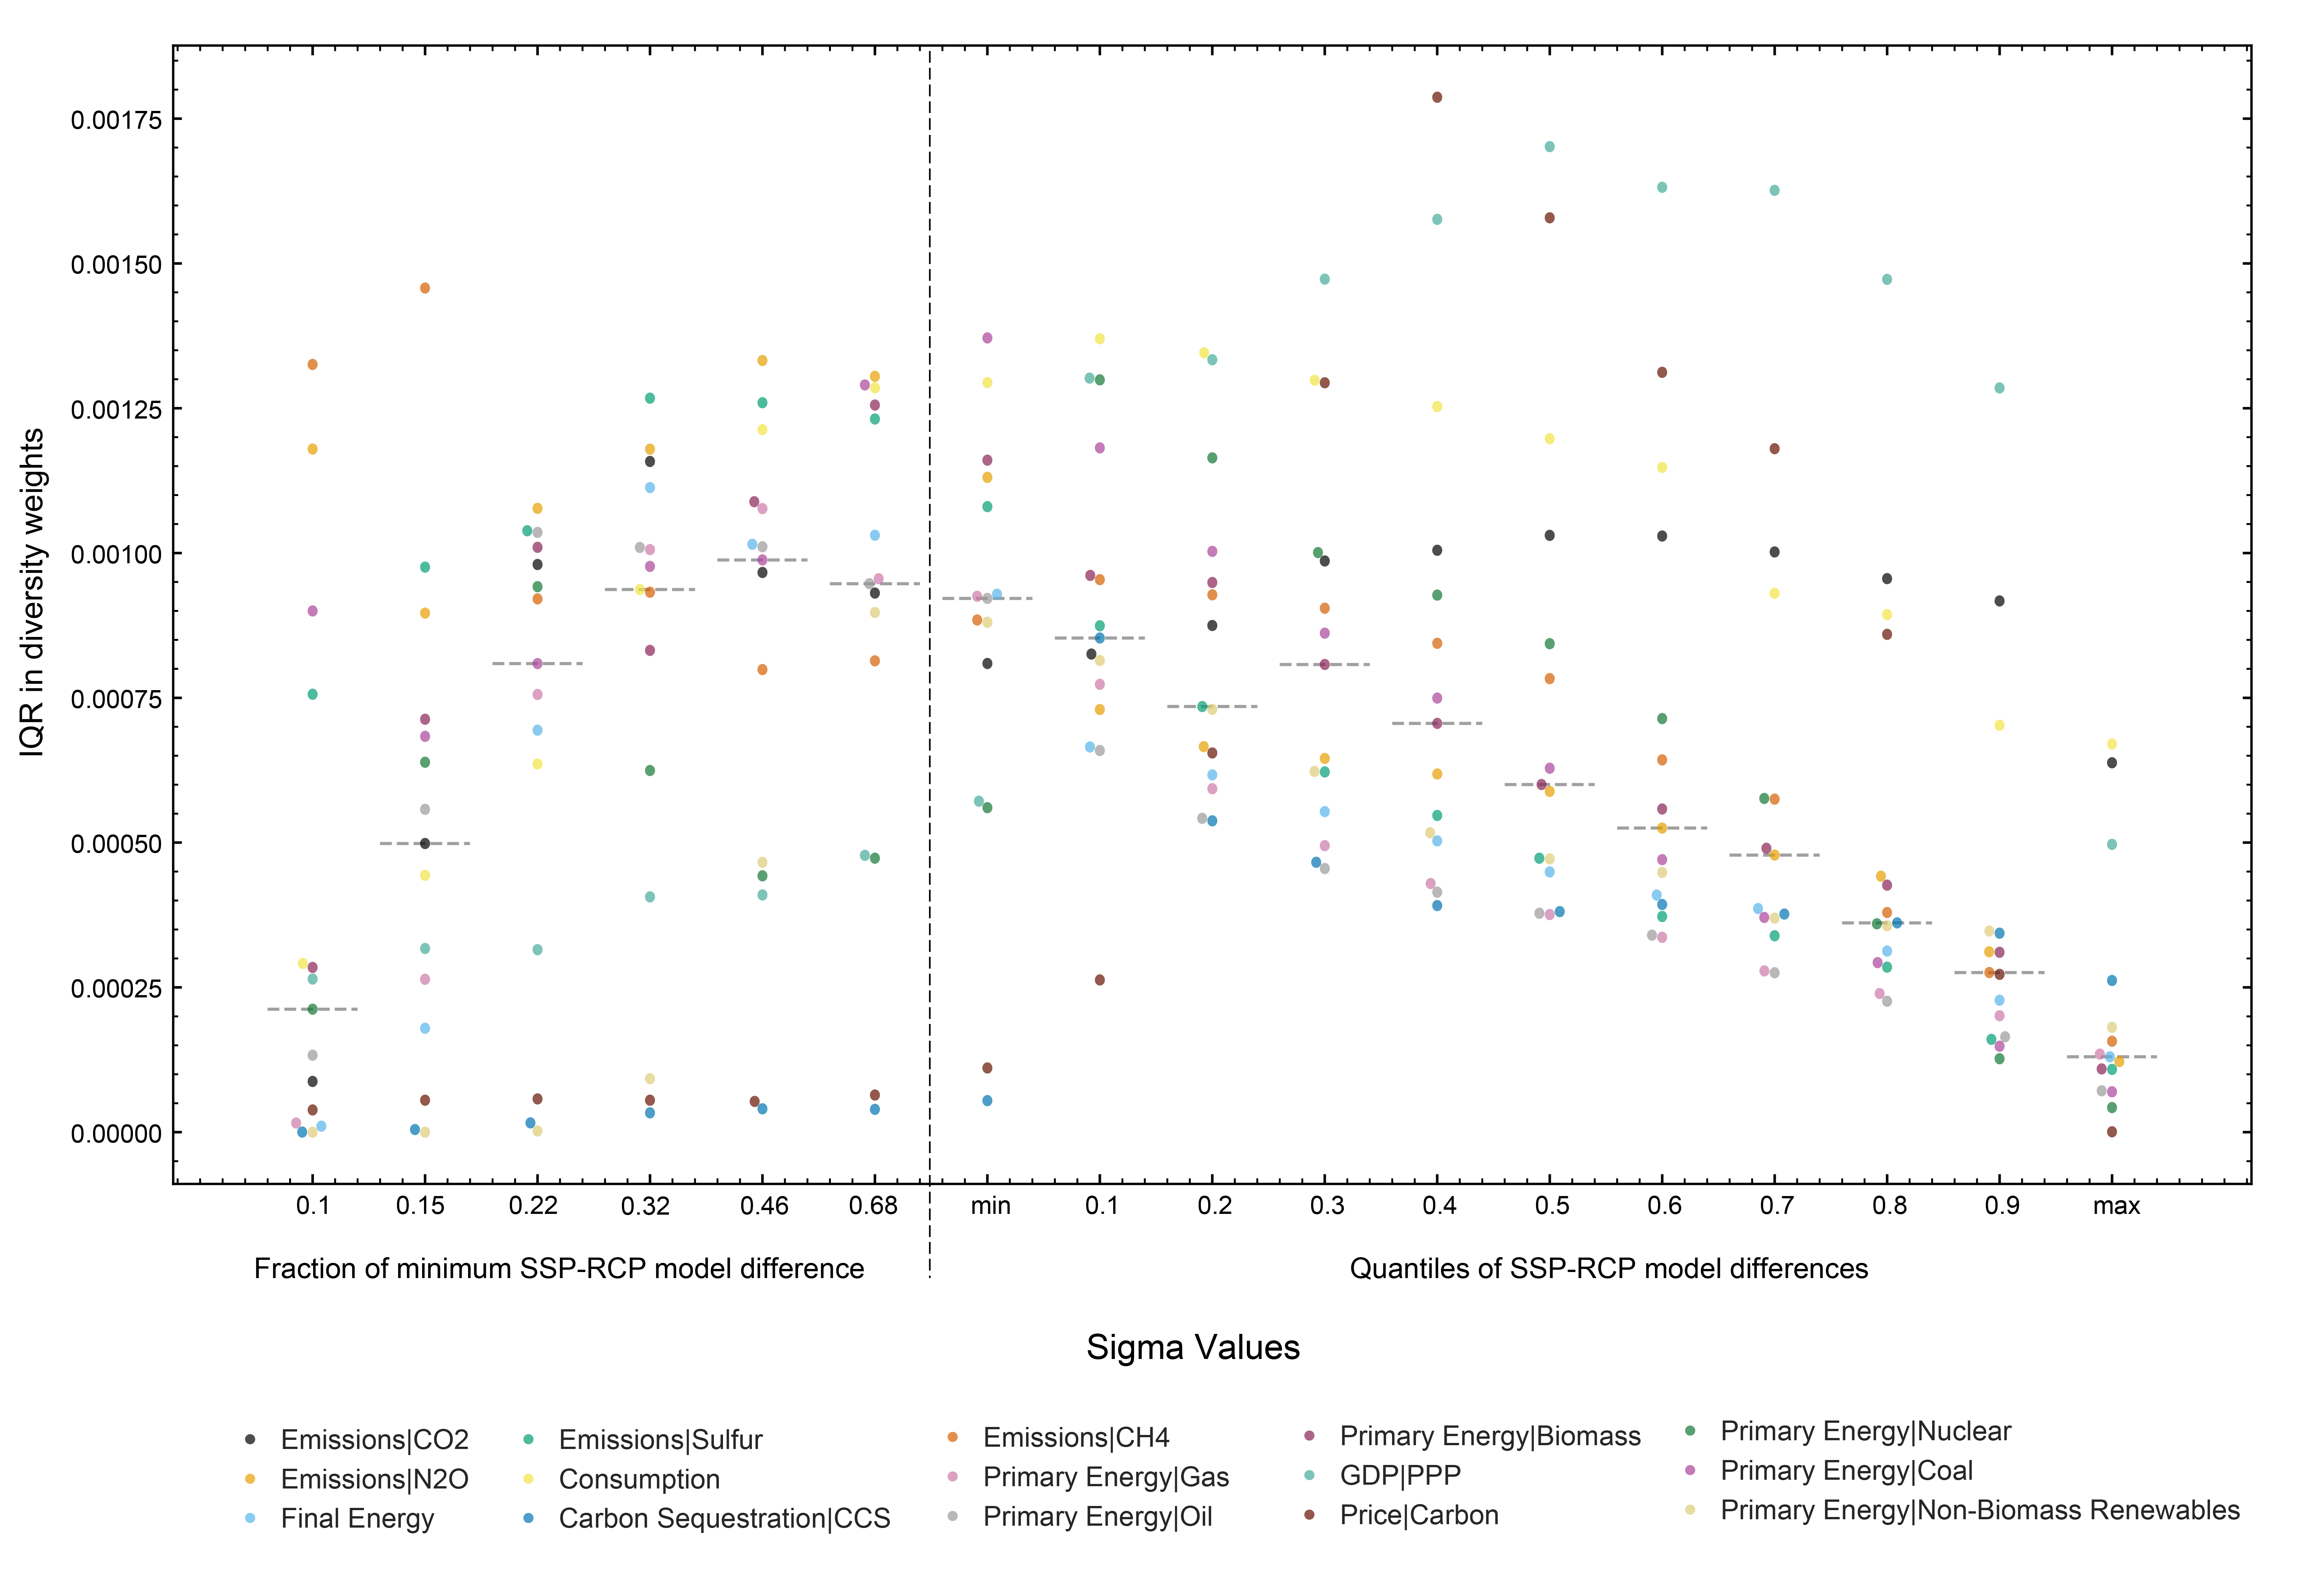 IQR in diversity weights
0.00175
0.00150
0.00125
0.00100
0.00075
0.00050
0.00025
0.00000
0.1 0.15 0.22 0.32 0.46 0.68 min 0.1 0.2 0.3 0.4 0.5 0.6 0.7 0.8 0.9 max
Fraction of minimum SSP-RCP model difference Quantiles of SSP-RCP model differences
Sigma Values
Emissions|CO2 Emissions|Sulfur Emissions|CH4 Primary Energy|Biomass Primary Energy|Nuclear
Emissions|N2O Consumption Primary Energy|Gas GDP|PPP Primary Energy|Coal
Final Energy Carbon Sequestration|CCS Primary Energy|Oil Price|Carbon Primary Energy|Non-Biomass Renewables